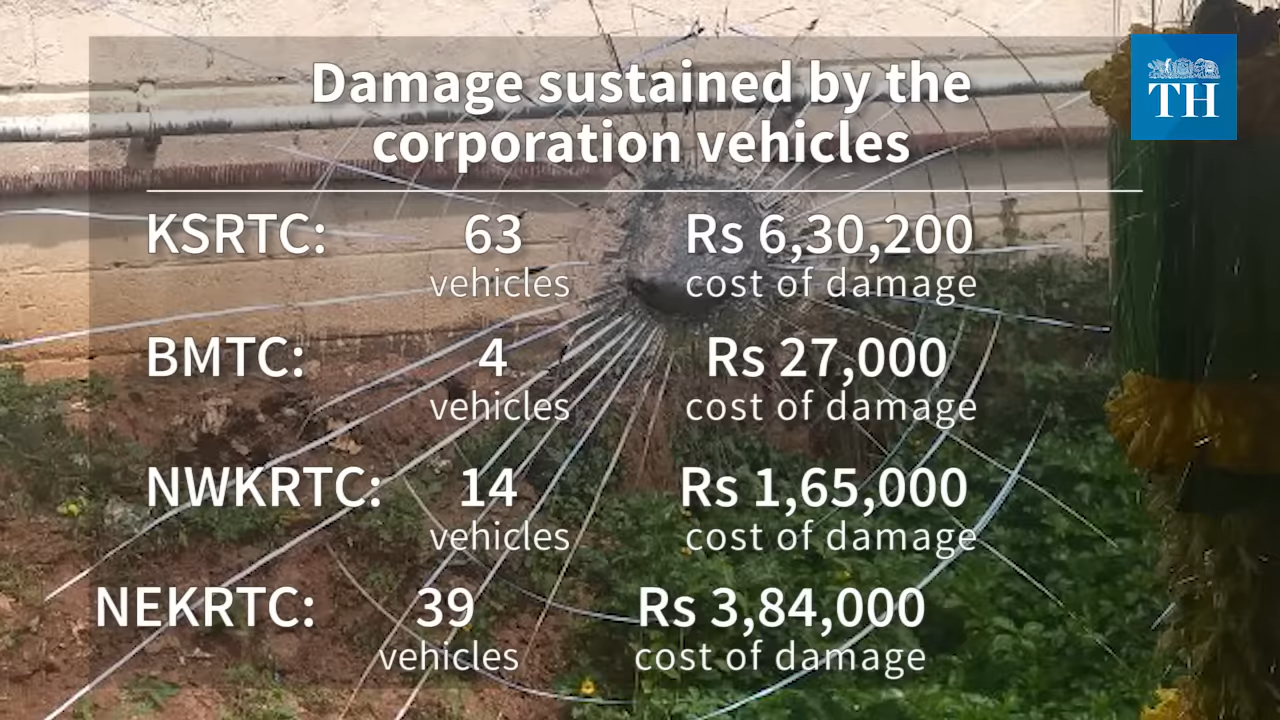 Damage sustained by the
corporation vehicles
TH
KSRTC: 63 Rs 6,30,200
vehicles cost of damage
BMTC: 4 Rs 27,000
vehicles cost of damage
NWKRTC: 14 Rs 1,65,000
vehicles cost of damage
NEKRTC: 39 Rs 3,84,000
vehicles cost of damage